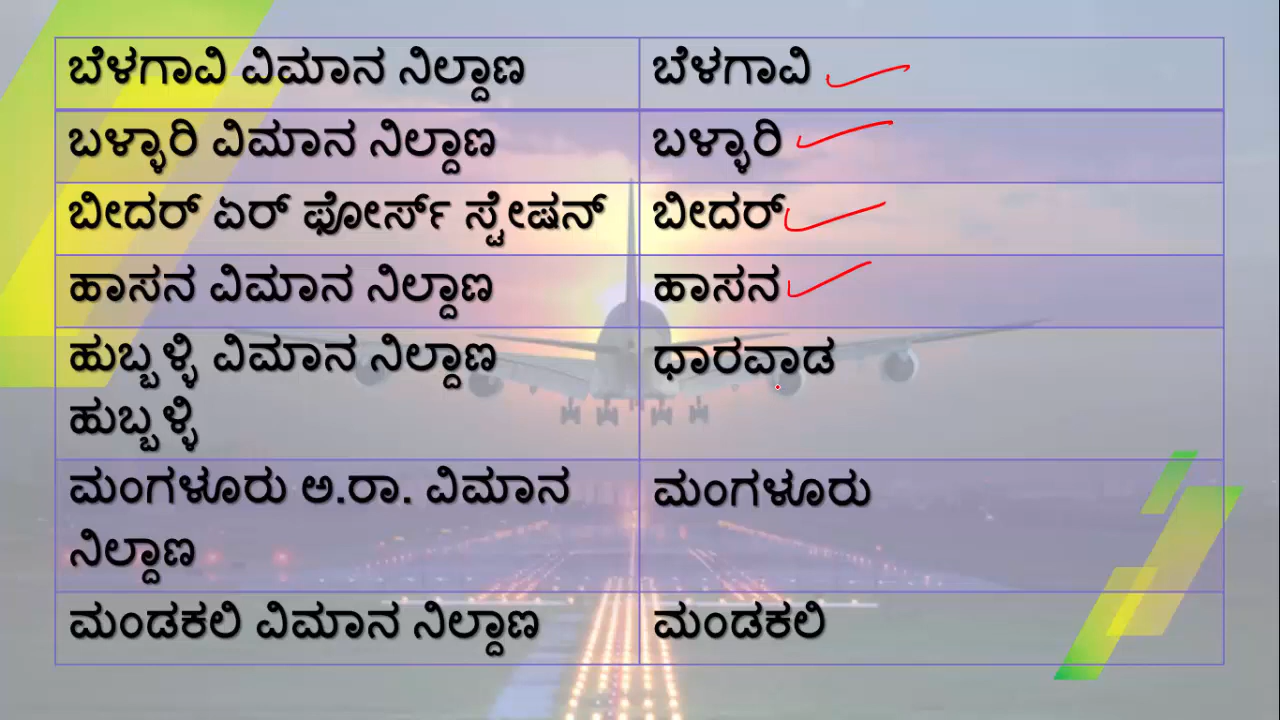 ಬೆಳಗಾವಿ ವಿಮಾನ ನಿಲ್ದಾಣ ಬೆಳಗಾವಿ
ಬಳ್ಳಾರಿ ವಿಮಾನ ನಿಲ್ದಾಣ ಬಳ್ಳಾರಿ
ಬೀದರ್ ಏರ್ ಫೋರ್ಸ್ ಸ್ಟೇಷನ್ ಬೀದರ್
ಹಾಸನ ವಿಮಾನ ನಿಲ್ದಾಣ ಹಾಸನ
ಹುಬ್ಬಳ್ಳಿ ವಿಮಾನ ನಿಲ್ದಾಣ ಧಾರವಾಡ
ಹುಬ್ಬಳ್ಳಿ
ಮಂಗಳೂರು ಅ.ರಾ. ವಿಮಾನ ಮಂಗಳೂರು
ನಿಲ್ದಾಣ
ಮಂಡಕಲಿ ವಿಮಾನ ನಿಲ್ದಾಣ ಮಂಡಕಲಿ